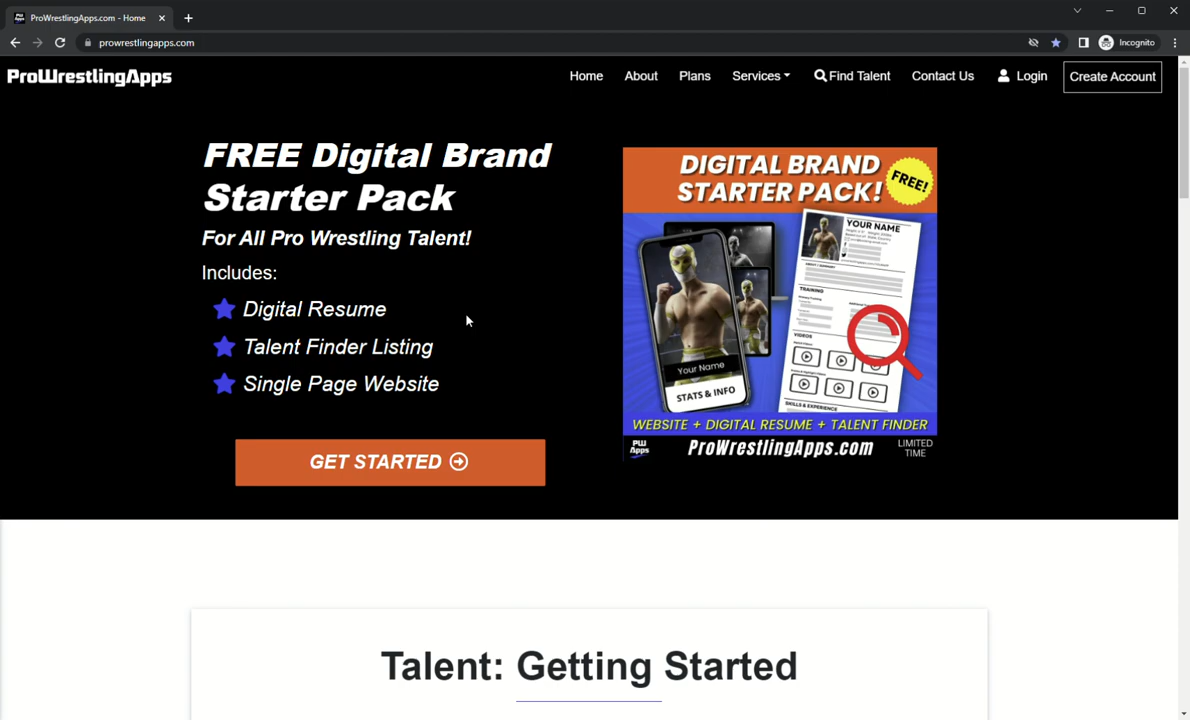 ProWrestlingApps.com - Home
prowrestlingapps.com
Incognito
ProWrestlingApps
Home
About
Plans
Services
Find Talent
Contact Us
Login
Create Account
FREE Digital Brand
Starter Pack
For All Pro Wrestling Talent!
Includes:
Digital Resume
Talent Finder Listing
Single Page Website
GET STARTED
DIGITAL BRAND
STARTER PACK!
FREE!
YOUR NAME
TRAINING
VIDEOS
SKILLS & EXPERIENCE
Your Name
STATS & INFO
WEBSITE + DIGITAL RESUME + TALENT FINDER
PW
Apps
ProWrestlingApps.com
LIMITED
TIME
Talent: Getting Started